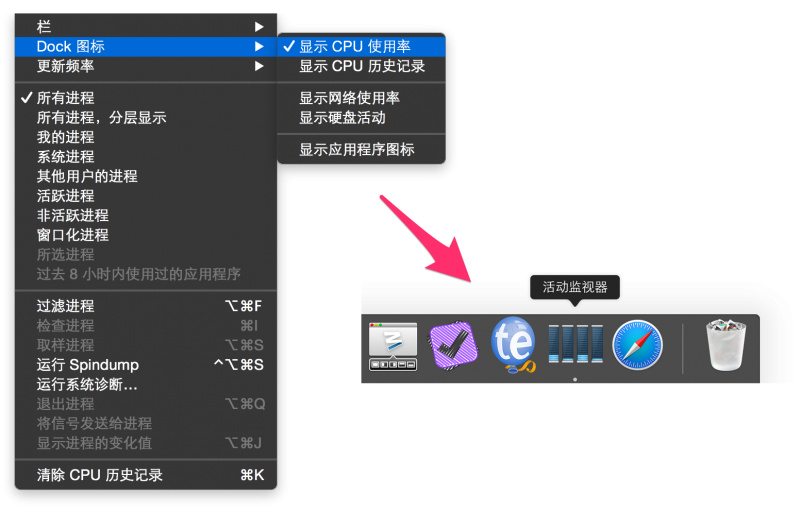 栏
Dock 图标
更新频率
所有进程
所有进程，分层显示
我的进程
系统进程
其他用户的进程
活跃进程
非活跃进程
窗口化进程
所选进程
过去 8 小时内使用过的应用程序
过滤进程 ⌥⌘F
检查进程 ⌘I
取样进程 ⌥⌘S
运行 Spindump ^⌥⌘S
运行系统诊断...
退出进程 ⌥⌘Q
将信号发送给进程
显示进程的变化值 ⌥⌘J
清除 CPU 历史记录 ⌘K
显示 CPU 使用率
显示 CPU 历史记录
显示网络使用率
显示硬盘活动
显示应用程序图标
活动监视器
te